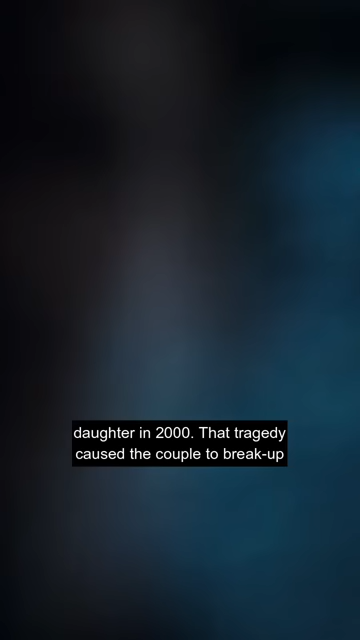 daughter in 2000. That tragedy
caused the couple to break-up